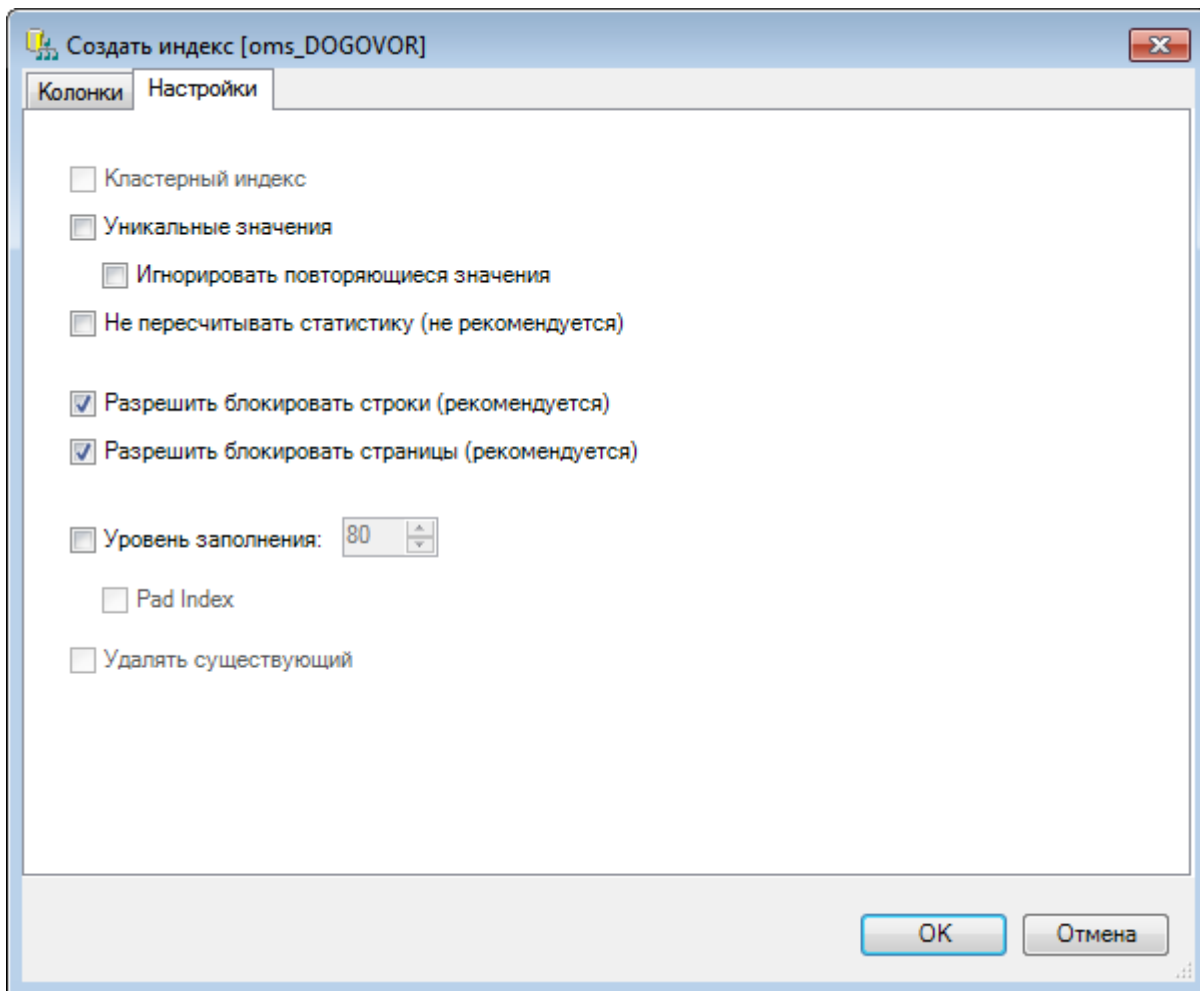 Создать индекс [oms_DOGOVOR]
Колонки Настройки
Кластерный индекс
Уникальные значения
Игнорировать повторяющиеся значения
Не пересчитывать статистику (не рекомендуется)
Разрешить блокировать строки (рекомендуется)
Разрешить блокировать страницы (рекомендуется)
Уровень заполнения: 80
Pad Index
Удалять существующий
OK Отмена